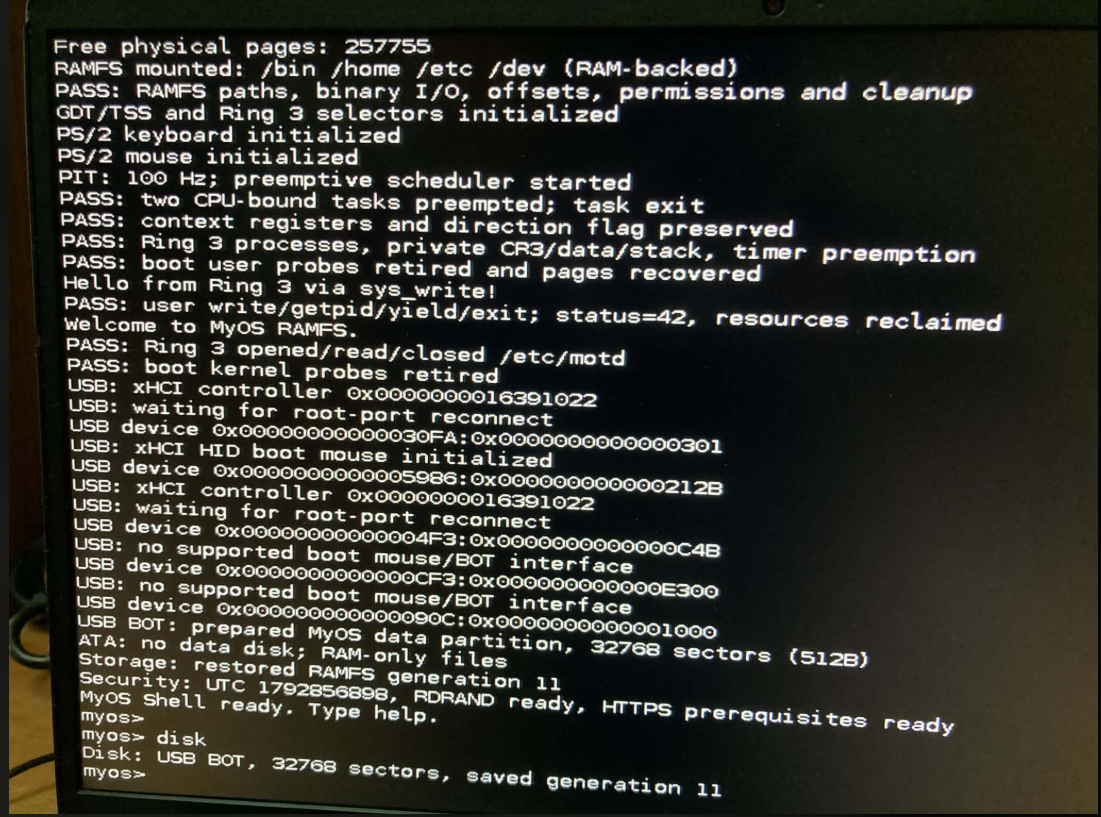 Free physical pages: 257755
RAMFS mounted: /bin /home /etc /dev (RAM-backed)
PASS: RAMFS paths, binary I/O, offsets, permissions and cleanup
GDT/TSS and Ring 3 selectors initialized
PS/2 keyboard initialized
PS/2 mouse initialized
PIT: 100 Hz; preemptive scheduler started
PASS: two CPU-bound tasks preempted; task exit
PASS: context registers and direction flag preserved
PASS: Ring 3 processes, private CR3/data/stack, timer preemption
PASS: boot user probes retired and pages recovered
Hello from Ring 3 via sys_write!
PASS: user write/getpid/yield/exit; status=42, resources reclaimed
Welcome to MyOS RAMFS.
PASS: Ring 3 opened/read/closed /etc/motd
PASS: boot kernel probes retired
USB: xHCI controller 0x0000000016391022
USB: waiting for root-port reconnect
USB device 0x00000000000030FA:0x0000000000000301
USB: xHCI HID boot mouse initialized
USB device 0x0000000000005986:0x000000000000212B
USB: xHCI controller 0x0000000016391022
USB: waiting for root-port reconnect
USB device 0x00000000000004F3:0x0000000000000C4B
USB: no supported boot mouse/BOT interface
USB device 0x0000000000000CF3:0x000000000000E300
USB: no supported boot mouse/BOT interface
USB device 0x000000000000090C:0x0000000000001000
USB BOT: prepared MyOS data partition, 32768 sectors (512B)
ATA: no data disk; RAM-only files
Storage: restored RAMFS generation 11
Security: UTC 1792856898, RDRAND ready, HTTPS prerequisites ready
MyOS Shell ready. Type help.
myos>
myos> disk
Disk: USB BOT, 32768 sectors, saved generation 11
myos>